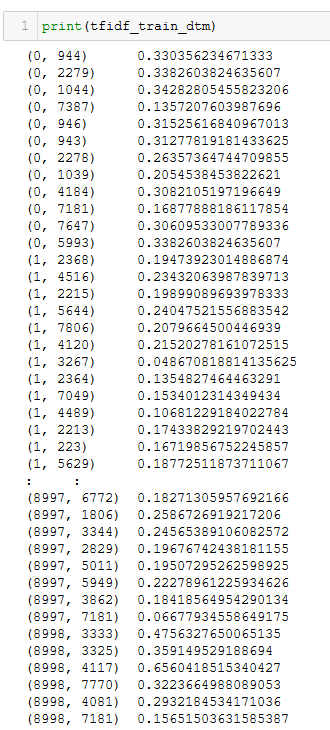 1 print(tfidf_train_dtm)
(0, 944) 0.330356234671333
(0, 2279) 0.3382603824635607
(0, 1044) 0.34282805455823206
(0, 7387) 0.1357207603987696
(0, 946) 0.31525616840967013
(0, 943) 0.31277819181433625
(0, 2278) 0.26357364744709855
(0, 1039) 0.2054538453822621
(0, 4184) 0.3082105197196649
(0, 7181) 0.16877888186117854
(0, 7647) 0.30609533007789336
(0, 5993) 0.3382603824635607
(1, 2368) 0.19473923014886874
(1, 4516) 0.23432063987839713
(1, 2215) 0.19899089693978333
(1, 5644) 0.24047521556883542
(1, 7806) 0.2079664500446939
(1, 4120) 0.21520278161072515
(1, 3267) 0.048670818814135625
(1, 2364) 0.1354827464463291
(1, 7049) 0.1534012314349434
(1, 4489) 0.10681229184022784
(1, 2213) 0.17433829219702443
(1, 223) 0.16719856752245857
(1, 5629) 0.18772511873711067
: :
(8997, 6772) 0.18271305957692166
(8997, 1806) 0.2586726919217206
(8997, 3344) 0.24565389106082572
(8997, 2829) 0.19676742438181155
(8997, 5011) 0.19507295262598925
(8997, 5949) 0.22278961225934626
(8997, 3862) 0.18418564954290134
(8997, 7181) 0.06677934558649175
(8998, 3333) 0.4756327650065135
(8998, 3325) 0.359149529188694
(8998, 4117) 0.6560418515340427
(8998, 7770) 0.3223664988089053
(8998, 4081) 0.2932184534171036
(8998, 7181) 0.15651503631585387